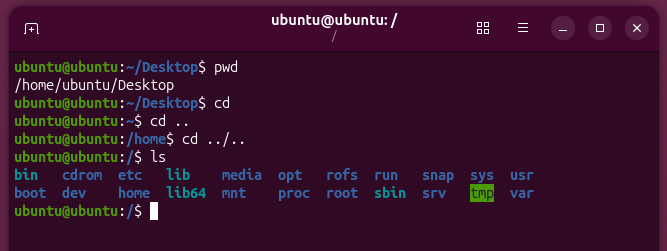 ubuntu@ubuntu: /
/
ubuntu@ubuntu:~/Desktop$ pwd
/home/ubuntu/Desktop
ubuntu@ubuntu:~/Desktop$ cd
ubuntu@ubuntu:~$ cd ..
ubuntu@ubuntu:/home$ cd ../..
ubuntu@ubuntu:/$ ls
bin cdrom etc lib media opt rofs run snap sys usr
boot dev home lib64 mnt proc root sbin srv tmp var
ubuntu@ubuntu:/$